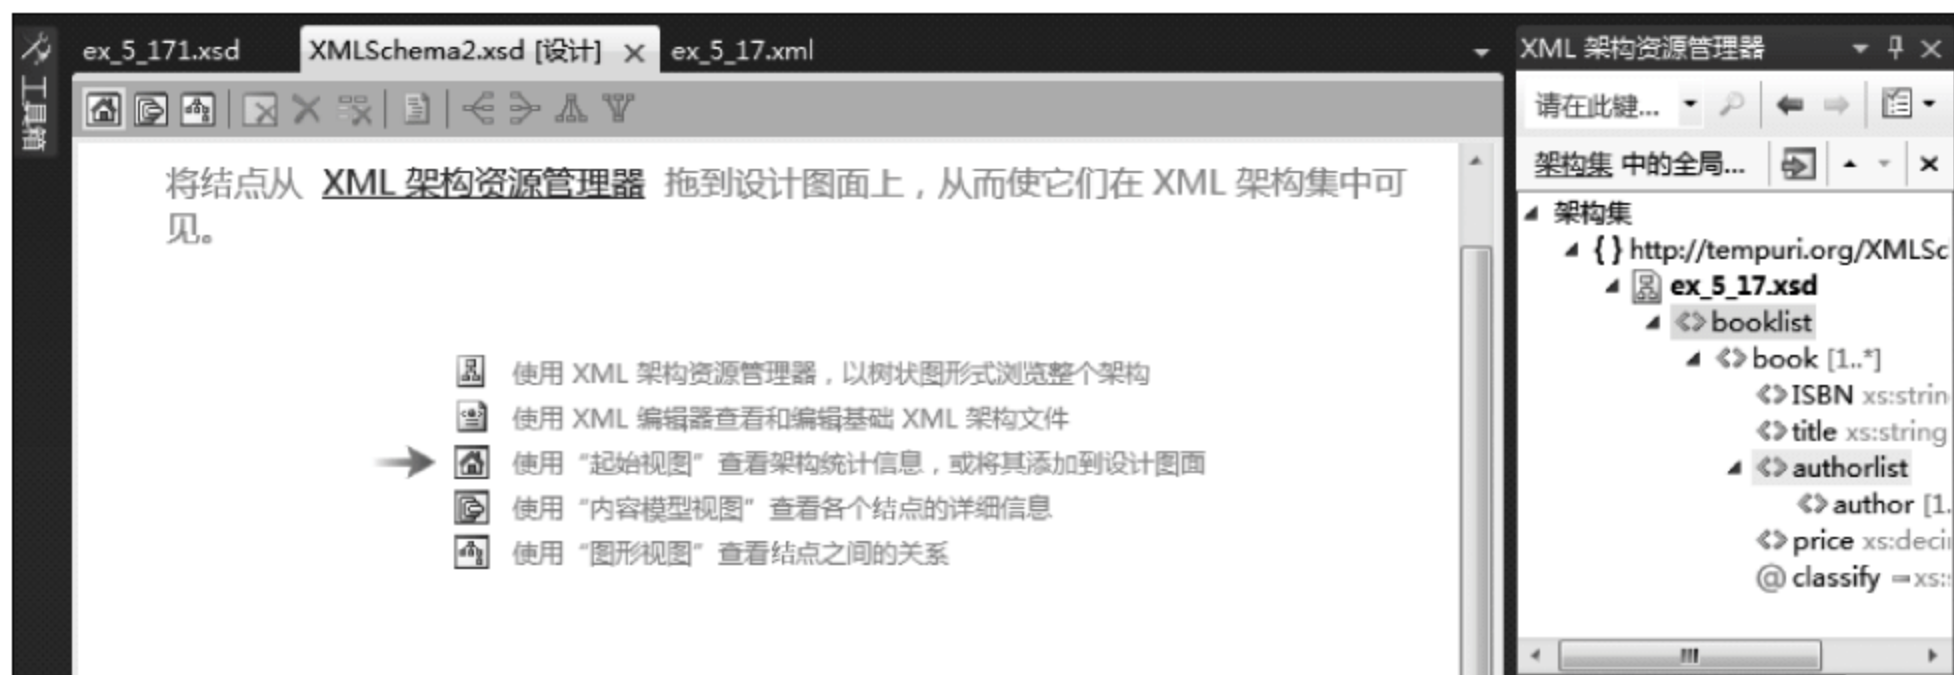 ex_5_171.xsd
XMLSchema2.xsd [设计]
ex_5_17.xml
工具箱
将结点从 XML 架构资源管理器 拖到设计图面上，从而使它们在 XML 架构集中可
见。
使用 XML 架构资源管理器，以树状图形式浏览整个架构
使用 XML 编辑器查看和编辑基础 XML 架构文件
使用“起始视图”查看架构统计信息，或将其添加到设计图面
使用“内容模型视图”查看各个结点的详细信息
使用“图形视图”查看结点之间的关系
XML 架构资源管理器
请在此键...
架构集 中的全局...
架构集
{ } http://tempuri.org/XMLSc
ex_5_17.xsd
booklist
book [1..*]
ISBN xs:strin
title xs:string
authorlist
author [1.
price xs:deci
@ classify xs: